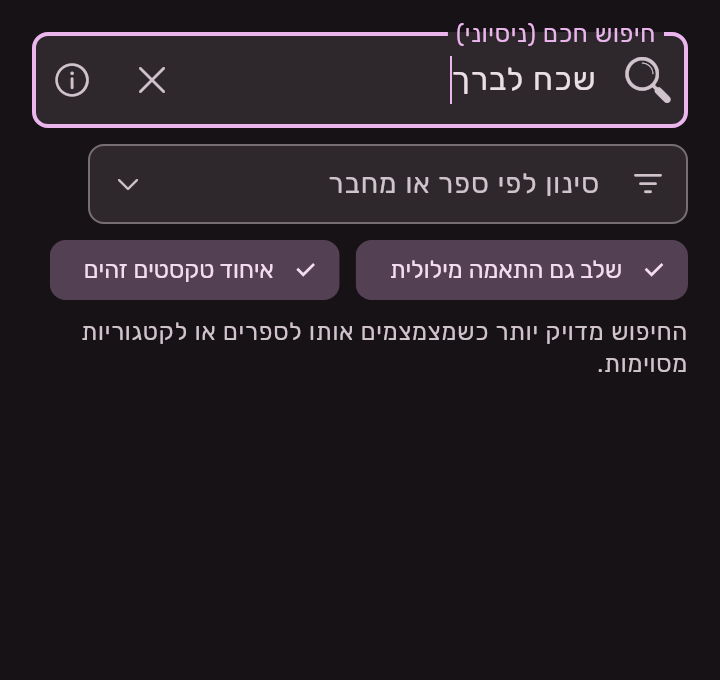 חיפוש חכם (ניסיוני)
שכח לברך
סינון לפי ספר או מחבר
שלב גם התאמה מילולית
איחוד טקסטים זהים
החיפוש מדויק יותר כשמצמצמים אותו לספרים או לקטגוריות
מסוימות.